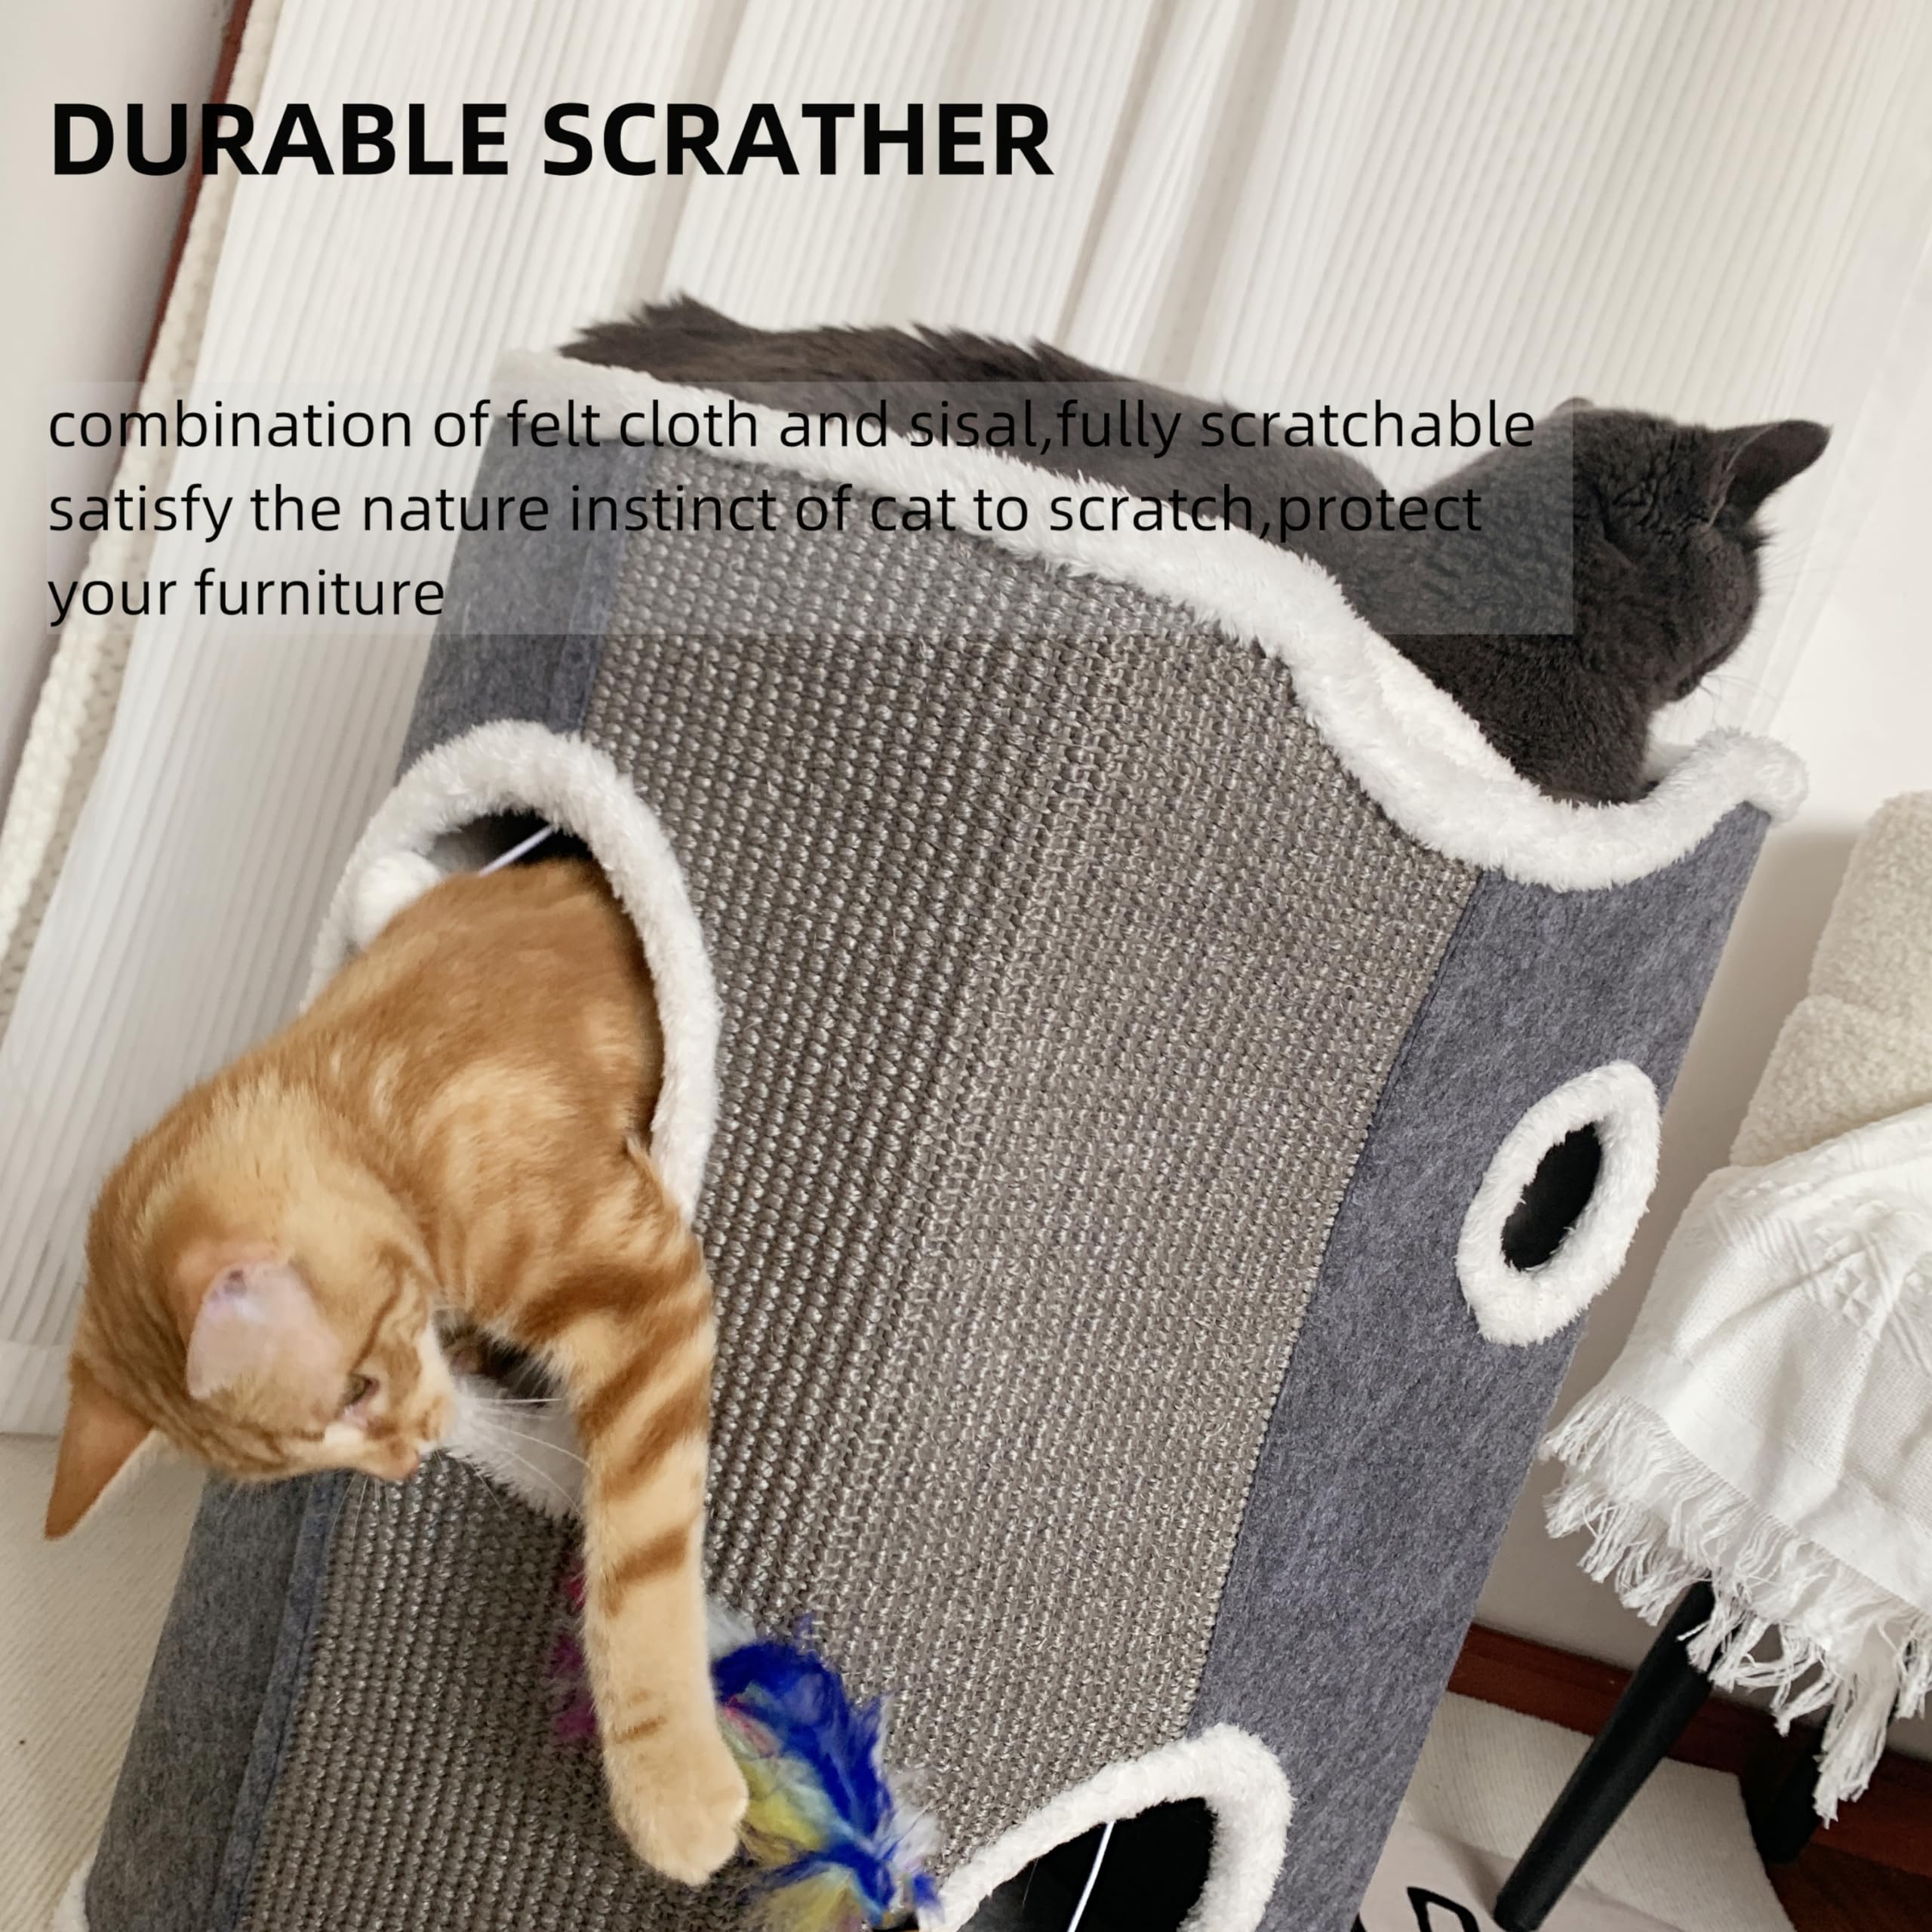 DURABLE SCRATHER
combination of felt cloth and sisal,fully scratchable
satisfy the nature instinct of cat to scratch,protect
your furniture